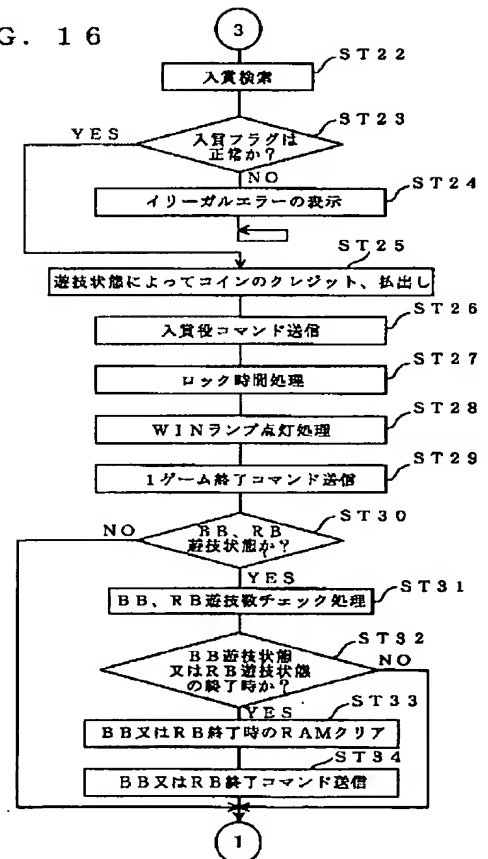 G. 16
3
ST22
入賞検索
ST23
YES
入賞フラグは
正常か?
NO
ST24
イリーガルエラーの表示
ST25
遊技状態によってコインのクレジット、払出し
ST26
入賞役コマンド送信
ST27
ロック時間処理
ST28
WINランプ点灯処理
ST29
1ゲーム終了コマンド送信
ST30
NO
BB、RB
遊技状態か?
YES
ST31
BB、RB遊技数チェック処理
ST32
BB遊技状態
又はRB遊技状態
の終了時か?
NO
YES
ST33
BB又はRB終了時のRAMクリア
ST34
BB又はRB終了コマンド送信
1